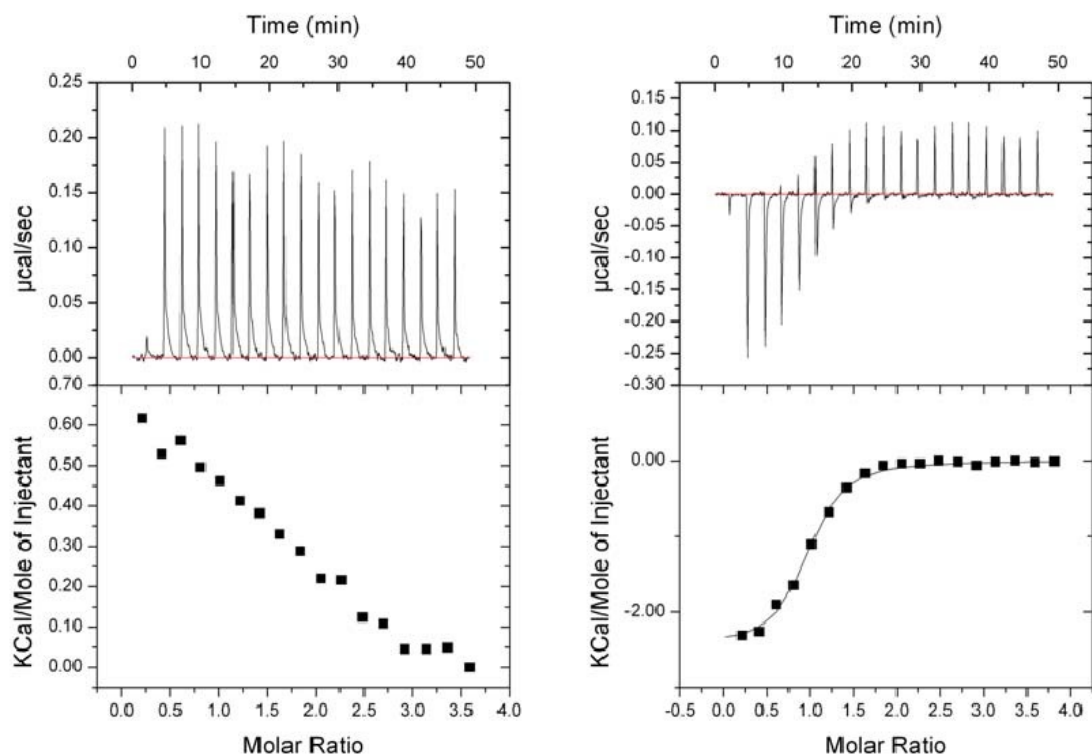 Time (min)
0 10 20 30 40 50
0.25
0.20
0.15
0.10
0.05
0.00
µcal/sec
0.70
0.60
0.50
0.40
0.30
0.20
0.10
0.00
KCal/Mole of Injectant
0.0 0.5 1.0 1.5 2.0 2.5 3.0 3.5 4.0
Molar Ratio
Time (min)
0 10 20 30 40 50
0.15
0.10
0.05
0.00
-0.05
-0.10
-0.15
-0.20
-0.25
-0.30
µcal/sec
0.00
-2.00
KCal/Mole of Injectant
-0.5 0.0 0.5 1.0 1.5 2.0 2.5 3.0 3.5 4.0
Molar Ratio